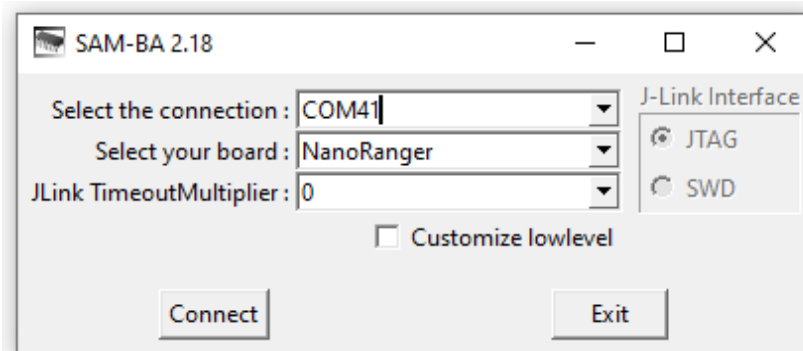 SAM-BA 2.18
Select the connection : COM41 J-Link Interface
Select your board : NanoRanger JTAG
JLink TimeoutMultiplier : 0 SWD
Customize lowlevel
Connect Exit